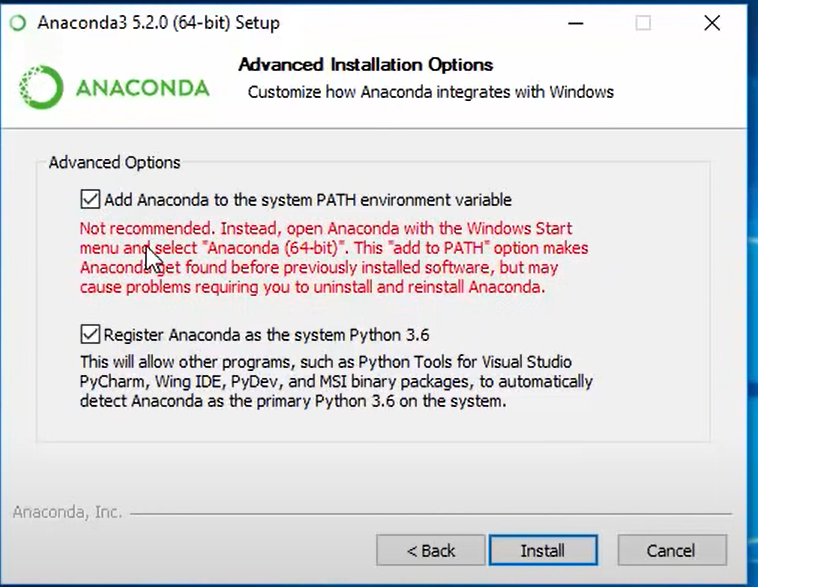 Anaconda3 5.2.0 (64-bit) Setup
ANACONDA
Advanced Installation Options
Customize how Anaconda integrates with Windows
Advanced Options
Add Anaconda to the system PATH environment variable
Not recommended. Instead, open Anaconda with the Windows Start
menu and select "Anaconda (64-bit)". This "add to PATH" option makes
Anaconda get found before previously installed software, but may
cause problems requiring you to uninstall and reinstall Anaconda.
Register Anaconda as the system Python 3.6
This will allow other programs, such as Python Tools for Visual Studio
PyCharm, Wing IDE, PyDev, and MSI binary packages, to automatically
detect Anaconda as the primary Python 3.6 on the system.
Anaconda, Inc.
< Back Install Cancel